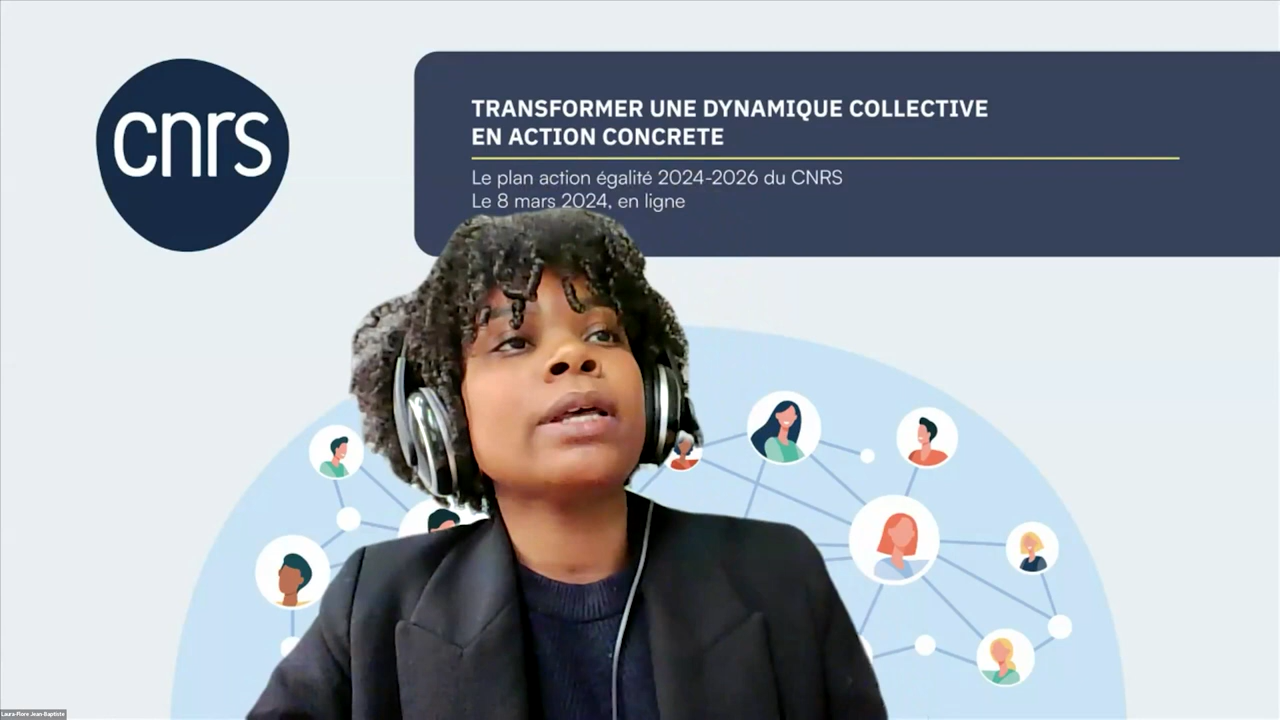 cnrs
TRANSFORMER UNE DYNAMIQUE COLLECTIVE
EN ACTION CONCRETE
Le plan action égalité 2024-2026 du CNRS
Le 8 mars 2024, en ligne
Laura-Flore Jean-Baptiste